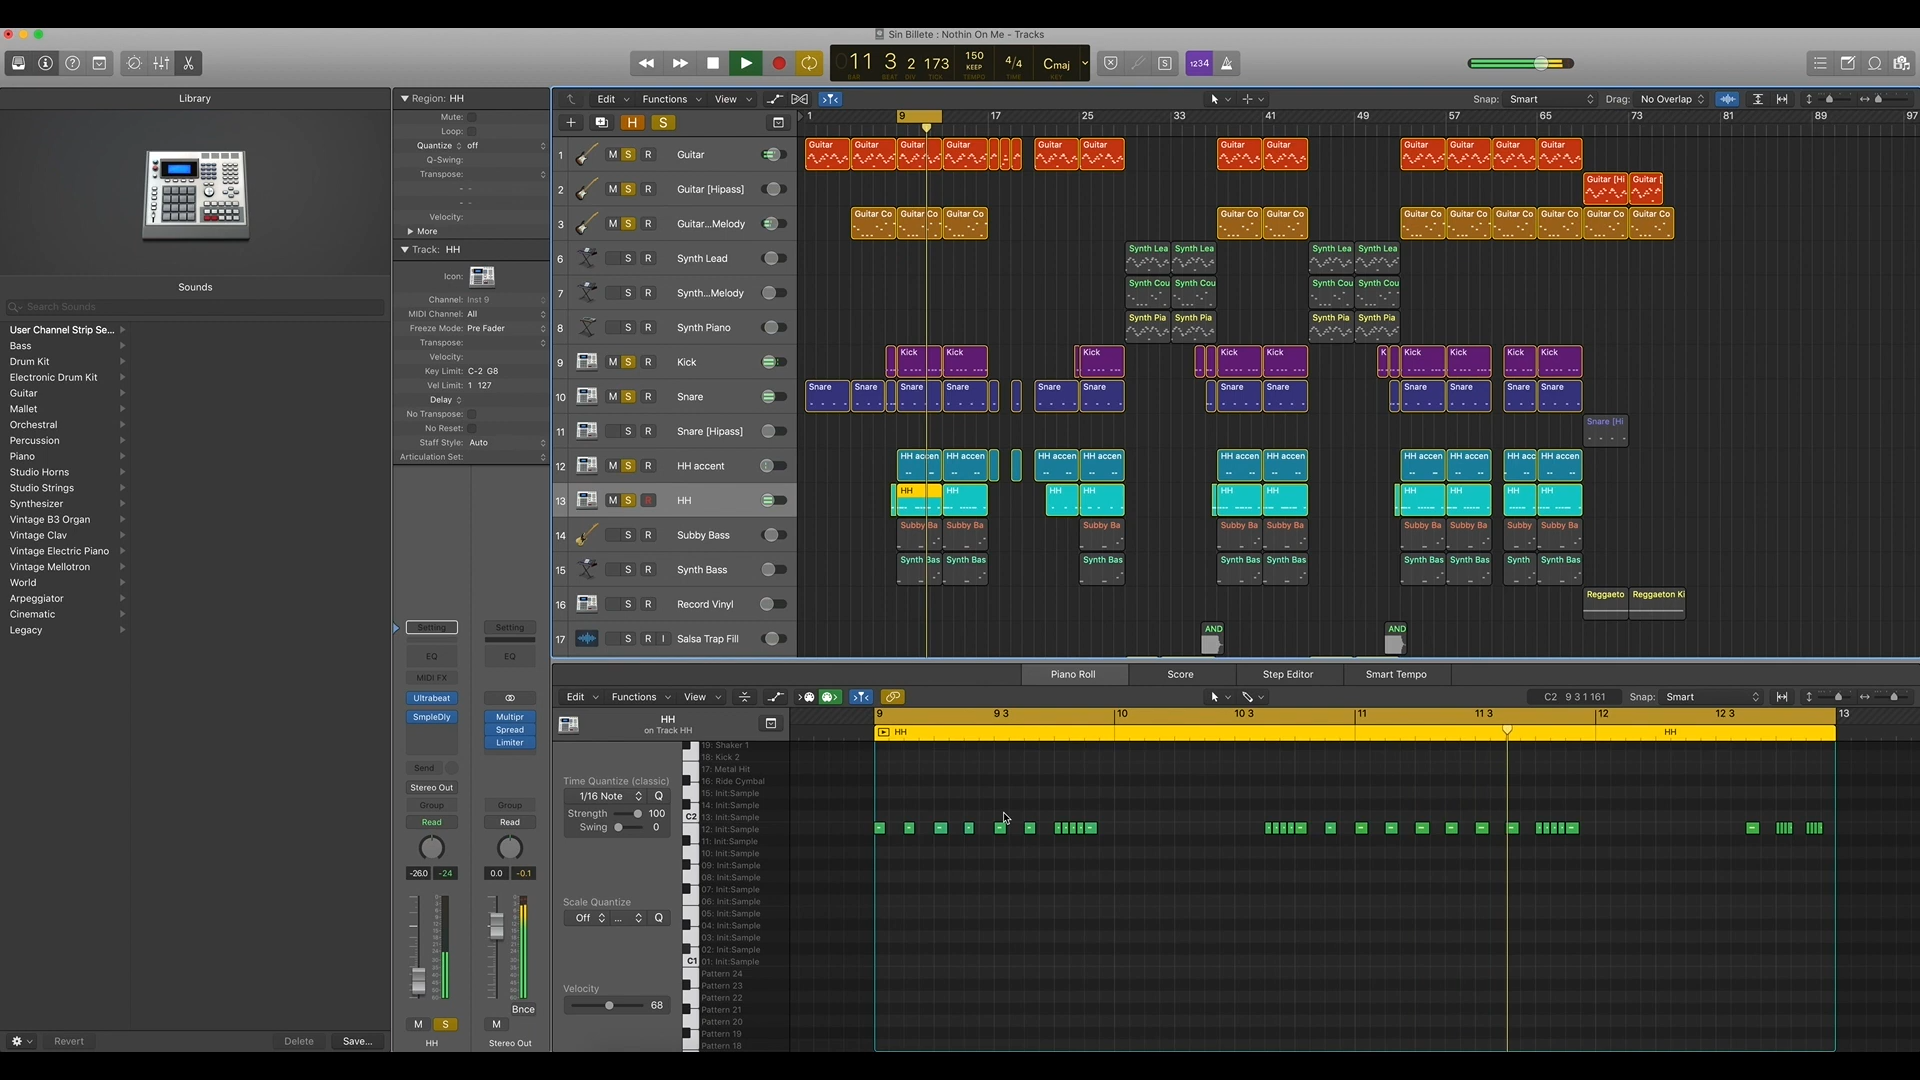 Sin Billete : Nothin On Me - Tracks
11 3 2 173
BAR BEAT DIV TICK
150
KEEP
TEMPO
4/4
TIME
Cmaj
KEY
1234
Library
Sounds
Search Sounds
User Channel Strip Se...
Bass
Drum Kit
Electronic Drum Kit
Guitar
Mallet
Orchestral
Percussion
Piano
Studio Horns
Studio Strings
Synthesizer
Vintage B3 Organ
Vintage Clav
Vintage Electric Piano
Vintage Mellotron
World
Arpeggiator
Cinematic
Legacy
Revert
Delete
Save...
Region: HH
Mute:
Loop:
Quantize off
Q-Swing:
Transpose:
Velocity:
More
Track: HH
Icon:
Channel: Inst 9
MIDI Channel: All
Freeze Mode: Pre Fader
Transpose:
Velocity:
Key Limit: C-2 G8
Vel Limit: 1 127
Delay
No Transpose:
No Reset:
Staff Style: Auto
Articulation Set:
Setting Setting
EQ EQ
MIDI FX
Ultrabeat
SmpleDly Multipr
Spread
Limiter
Send
Stereo Out
Group Group
Read Read
-26.0 -24 0.0 -0.1
Bnce
M S M
HH Stereo Out
Edit Functions View
Snap: Smart Drag: No Overlap
H S
1 9 17 25 33 41 49 57 65 73 81 89 97
1 M S R Guitar
Guitar Guitar Guitar Guitar Guitar Guitar Guitar Guitar Guitar Guitar Guitar Guitar
2 M S R Guitar [Hipass]
Guitar [Hi Guitar [
3 M S R Guitar...Melody
Guitar Co Guitar Co Guitar Co Guitar Co Guitar Co Guitar Co Guitar Co Guitar Co Guitar Co Guitar Co Guitar Co
6 S R Synth Lead
Synth Lea Synth Lea Synth Lea Synth Lea
7 S R Synth...Melody
Synth Cou Synth Cou Synth Cou Synth Cou
8 S R Synth Piano
Synth Pia Synth Pia Synth Pia Synth Pia
9 M S R Kick
Kick Kick Kick Kick Kick K Kick Kick Kick Kick
10 M S R Snare
Snare Snare Snare Snare Snare Snare Snare Snare Snare Snare Snare Snare
11 S R Snare [Hipass]
Snare [Hi
12 M S R HH accent
HH accen HH accen HH accen HH accen HH accen HH accen HH accen HH accen HH acc HH accen
13 M S R HH
HH HH HH HH HH HH HH HH HH HH
14 S R Subby Bass
Subby Ba Subby Ba Subby Ba Subby Ba Subby Ba Subby Ba Subby Ba Subby Subby Ba
15 S R Synth Bass
Synth Bas Synth Bas Synth Bas Synth Bas Synth Bas Synth Bas Synth Bas Synth Synth Bas
16 S R Record Vinyl
Reggaeto Reggaeton Ki
17 S R I Salsa Trap Fill
AND AND
Piano Roll Score Step Editor Smart Tempo
Edit Functions View
C2 9 3 1 161 Snap: Smart
HH
on Track HH
9 9 3 10 10 3 11 11 3 12 12 3 13
HH HH
Time Quantize (classic)
1/16 Note Q
Strength 100
Swing 0
Scale Quantize
Off ... Q
Velocity
68
C2
C1
19: Shaker 1
18: Kick 2
17: Metal Hit
16: Ride Cymbal
15: Init:Sample
14: Init:Sample
13: Init:Sample
12: Init:Sample
11: Init:Sample
10: Init:Sample
09: Init:Sample
08: Init:Sample
07: Init:Sample
06: Init:Sample
05: Init:Sample
04: Init:Sample
03: Init:Sample
02: Init:Sample
01: Init:Sample
Pattern 24
Pattern 23
Pattern 22
Pattern 21
Pattern 20
Pattern 19
Pattern 18